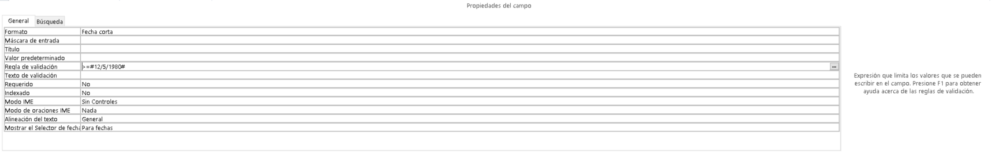 Propiedades del campo
General Búsqueda
Formato Fecha corta
Máscara de entrada
Título
Valor predeterminado
Regla de validación >=#12/5/1980# ...
Texto de validación
Requerido No
Indexado No
Modo IME Sin Controles
Modo de oraciones IME Nada
Alineación del texto General
Mostrar el Selector de fecha Para fechas
Expresión que limita los valores que se pueden
escribir en el campo. Presione F1 para obtener
ayuda acerca de las reglas de validación.